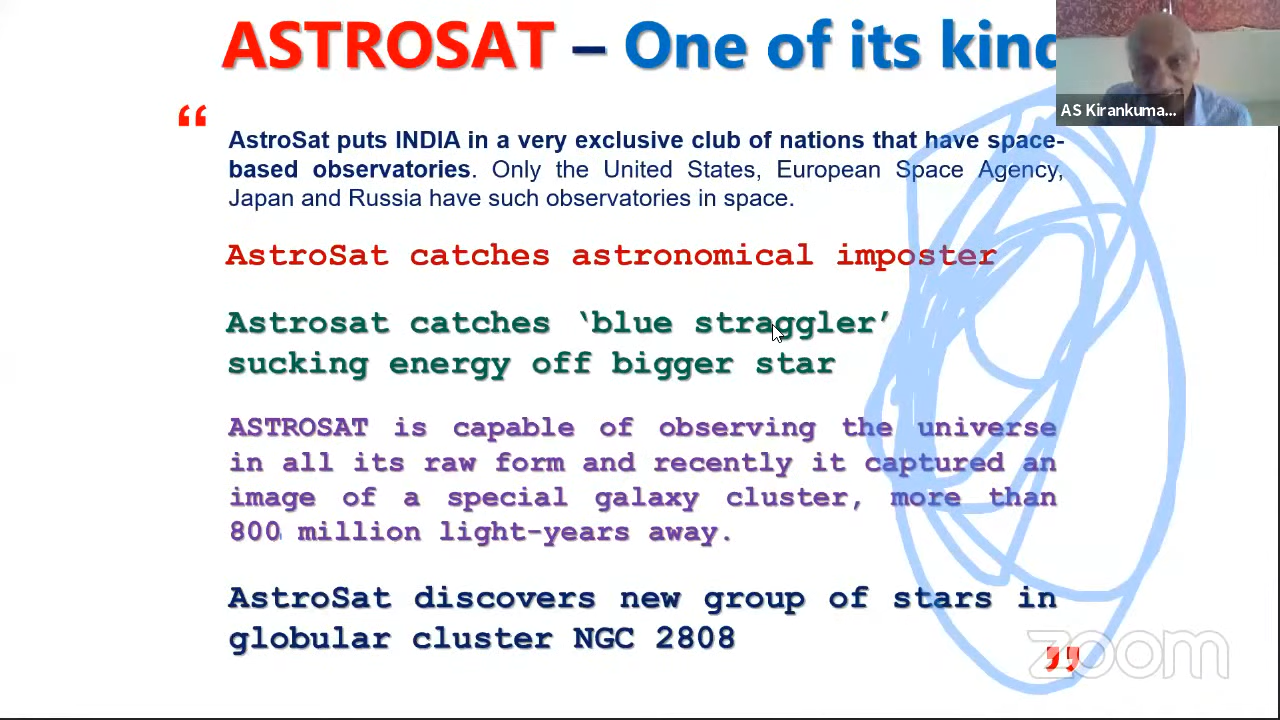 ASTROSAT – One of its kind
AS Kirankuma...
“
AstroSat puts INDIA in a very exclusive club of nations that have space-
based observatories. Only the United States, European Space Agency,
Japan and Russia have such observatories in space.
AstroSat catches astronomical imposter
Astrosat catches ‘blue straggler’
sucking energy off bigger star
ASTROSAT is capable of observing the universe
in all its raw form and recently it captured an
image of a special galaxy cluster, more than
800 million light-years away.
AstroSat discovers new group of stars in
globular cluster NGC 2808
”
zoom